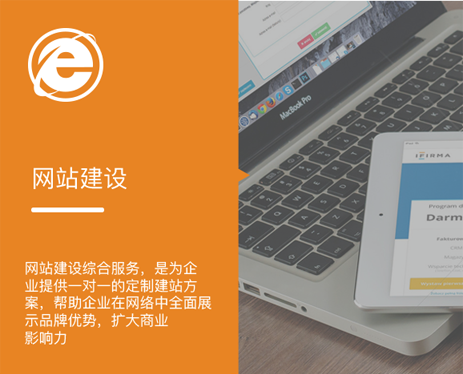 网站建设
网站建设综合服务，是为企
业提供一对一的定制建站方
案，帮助企业在网络中全面展
示品牌优势，扩大商业
影响力
MacBook Pro
IFIRMA
Program d
Darm